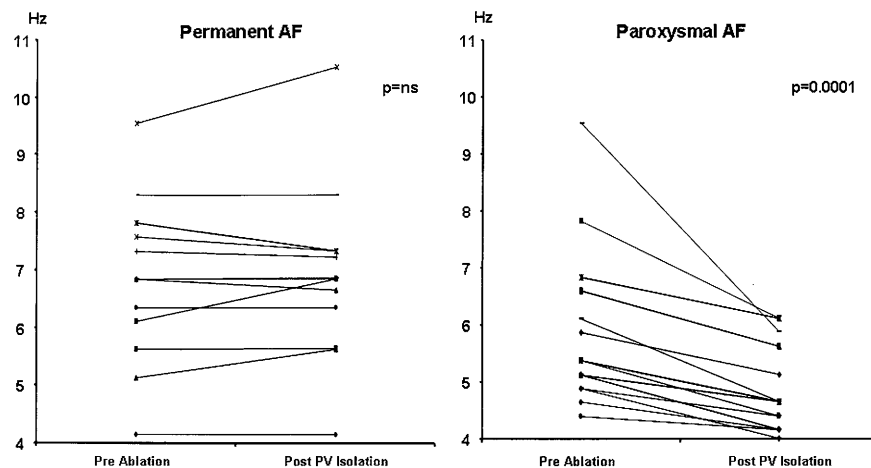 Hz
Permanent AF
11
p=ns
10
9
8
7
6
5
4
Pre Ablation
Post PV Isolation
Hz
Paroxysmal AF
11
p=0.0001
10
9
8
7
6
5
4
Pre Ablation
Post PV Isolation